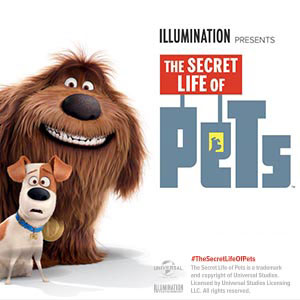 ILLUMINATION PRESENTS
THE SECRET
LIFE OF
PeTs
#TheSecretLifeOfPets
The Secret Life of Pets is a trademark
and copyright of Universal Studios.
Licensed by Universal Studios Licensing
LLC. All rights reserved.
UNIVERSAL
ILLUMINATION